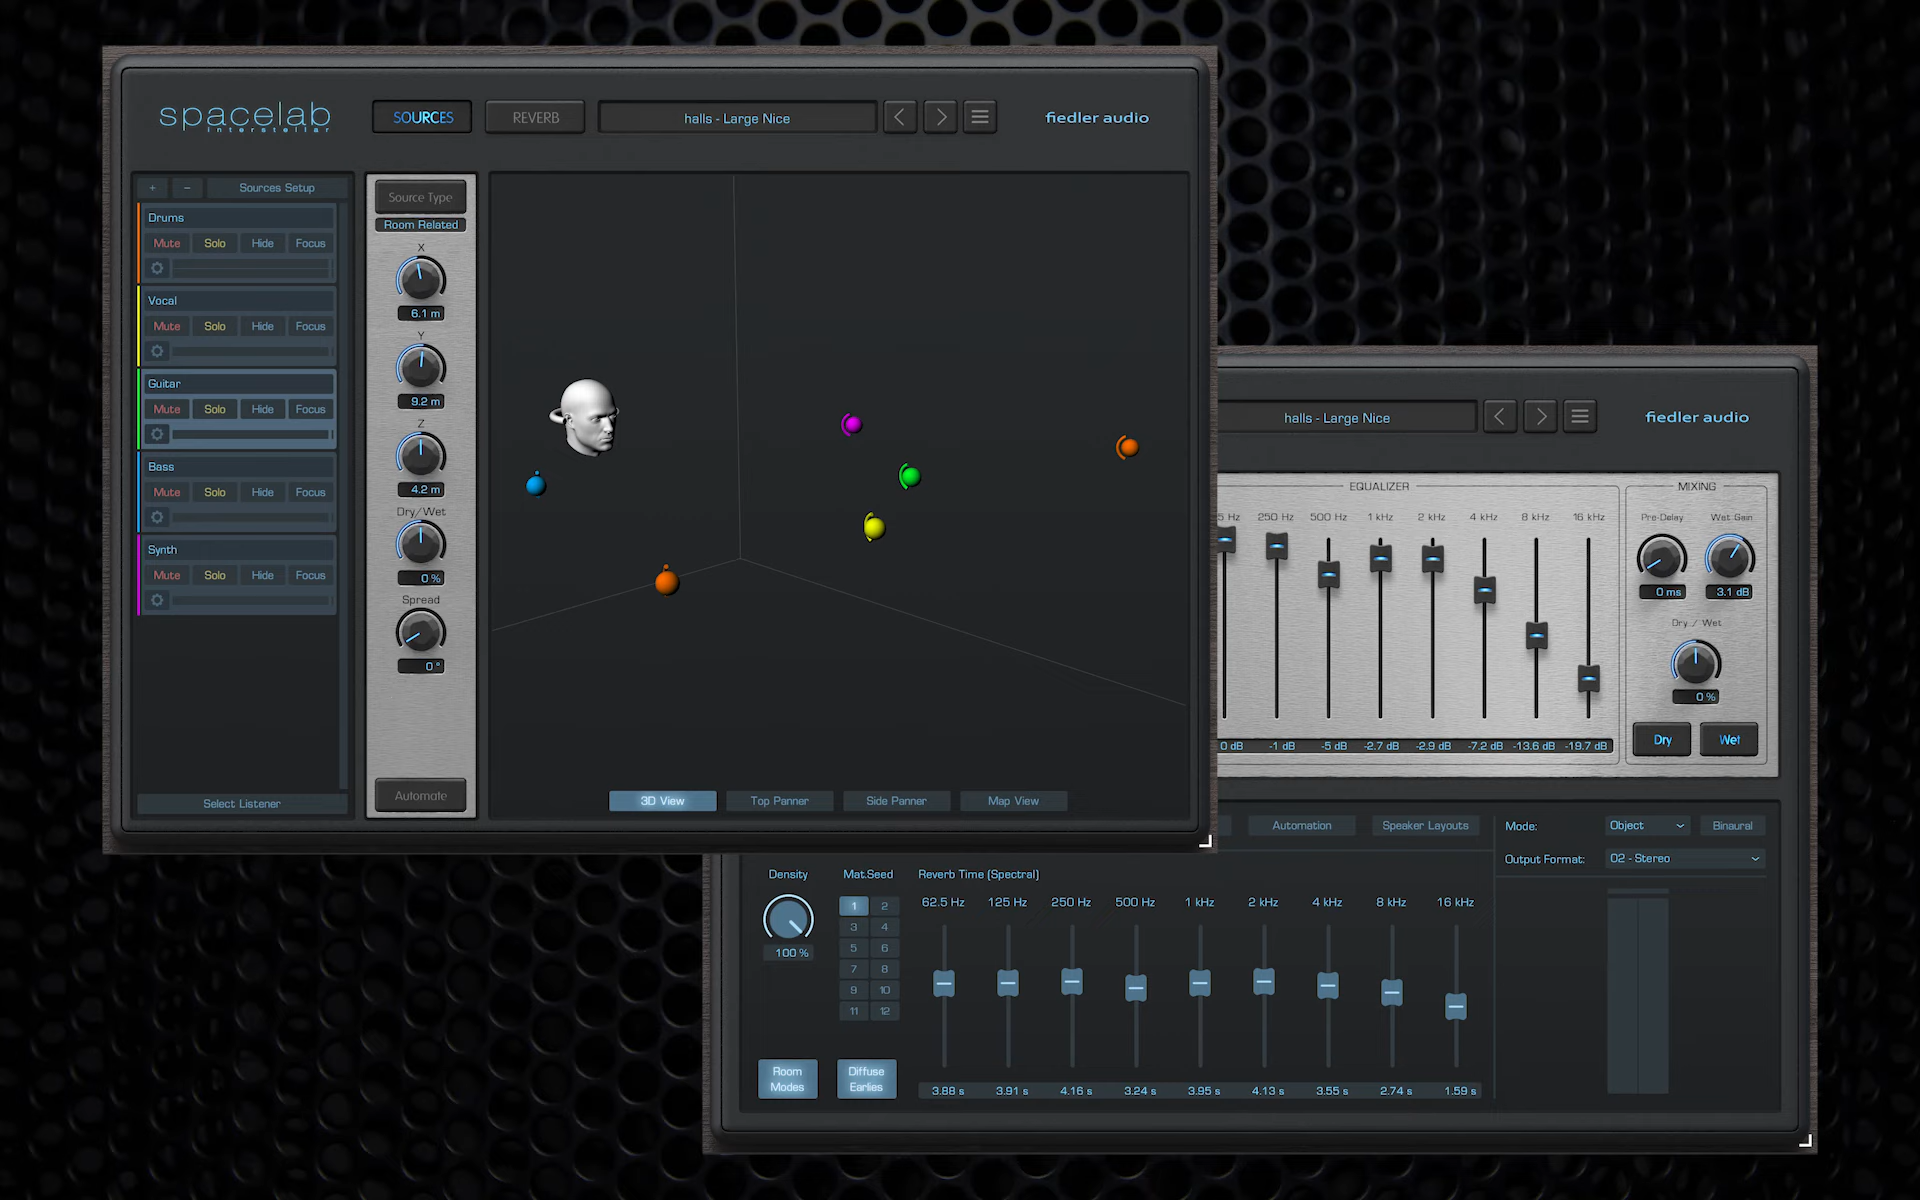 spacelab
interstellar
SOURCES
REVERB
halls - Large Nice
fiedler audio
+ - Sources Setup
Drums
Mute Solo Hide Focus
Vocal
Mute Solo Hide Focus
Guitar
Mute Solo Hide Focus
Bass
Mute Solo Hide Focus
Synth
Mute Solo Hide Focus
Select Listener
Source Type
Room Related
X
6.1 m
Y
9.2 m
Z
4.2 m
Dry/Wet
0 %
Spread
0 °
Automate
3D View Top Panner Side Panner Map View
halls - Large Nice
fiedler audio
EQUALIZER
5 Hz 250 Hz 500 Hz 1 kHz 2 kHz 4 kHz 8 kHz 16 kHz
0 dB -1 dB -5 dB -2.7 dB -2.9 dB -7.2 dB -13.6 dB -19.7 dB
MIXING
Pre-Delay Wet Gain
0 ms 3.1 dB
Dry / Wet
0 %
Dry Wet
Automation Speaker Layouts
Mode: Object Binaural
Output Format: 02 - Stereo
Density
100 %
Mat.Seed
1 2
3 4
5 6
7 8
9 10
11 12
Room
Modes
Diffuse
Earlies
Reverb Time (Spectral)
62.5 Hz 125 Hz 250 Hz 500 Hz 1 kHz 2 kHz 4 kHz 8 kHz 16 kHz
3.88 s 3.91 s 4.16 s 3.24 s 3.95 s 4.13 s 3.55 s 2.74 s 1.59 s